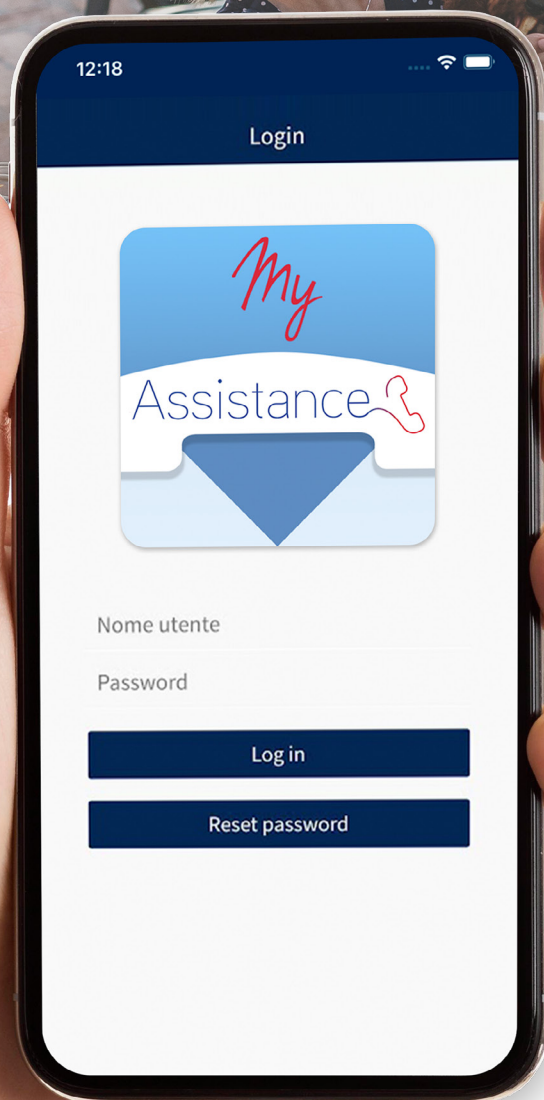 12:18
Login
My
Assistance
Nome utente
Password
Log in
Reset password